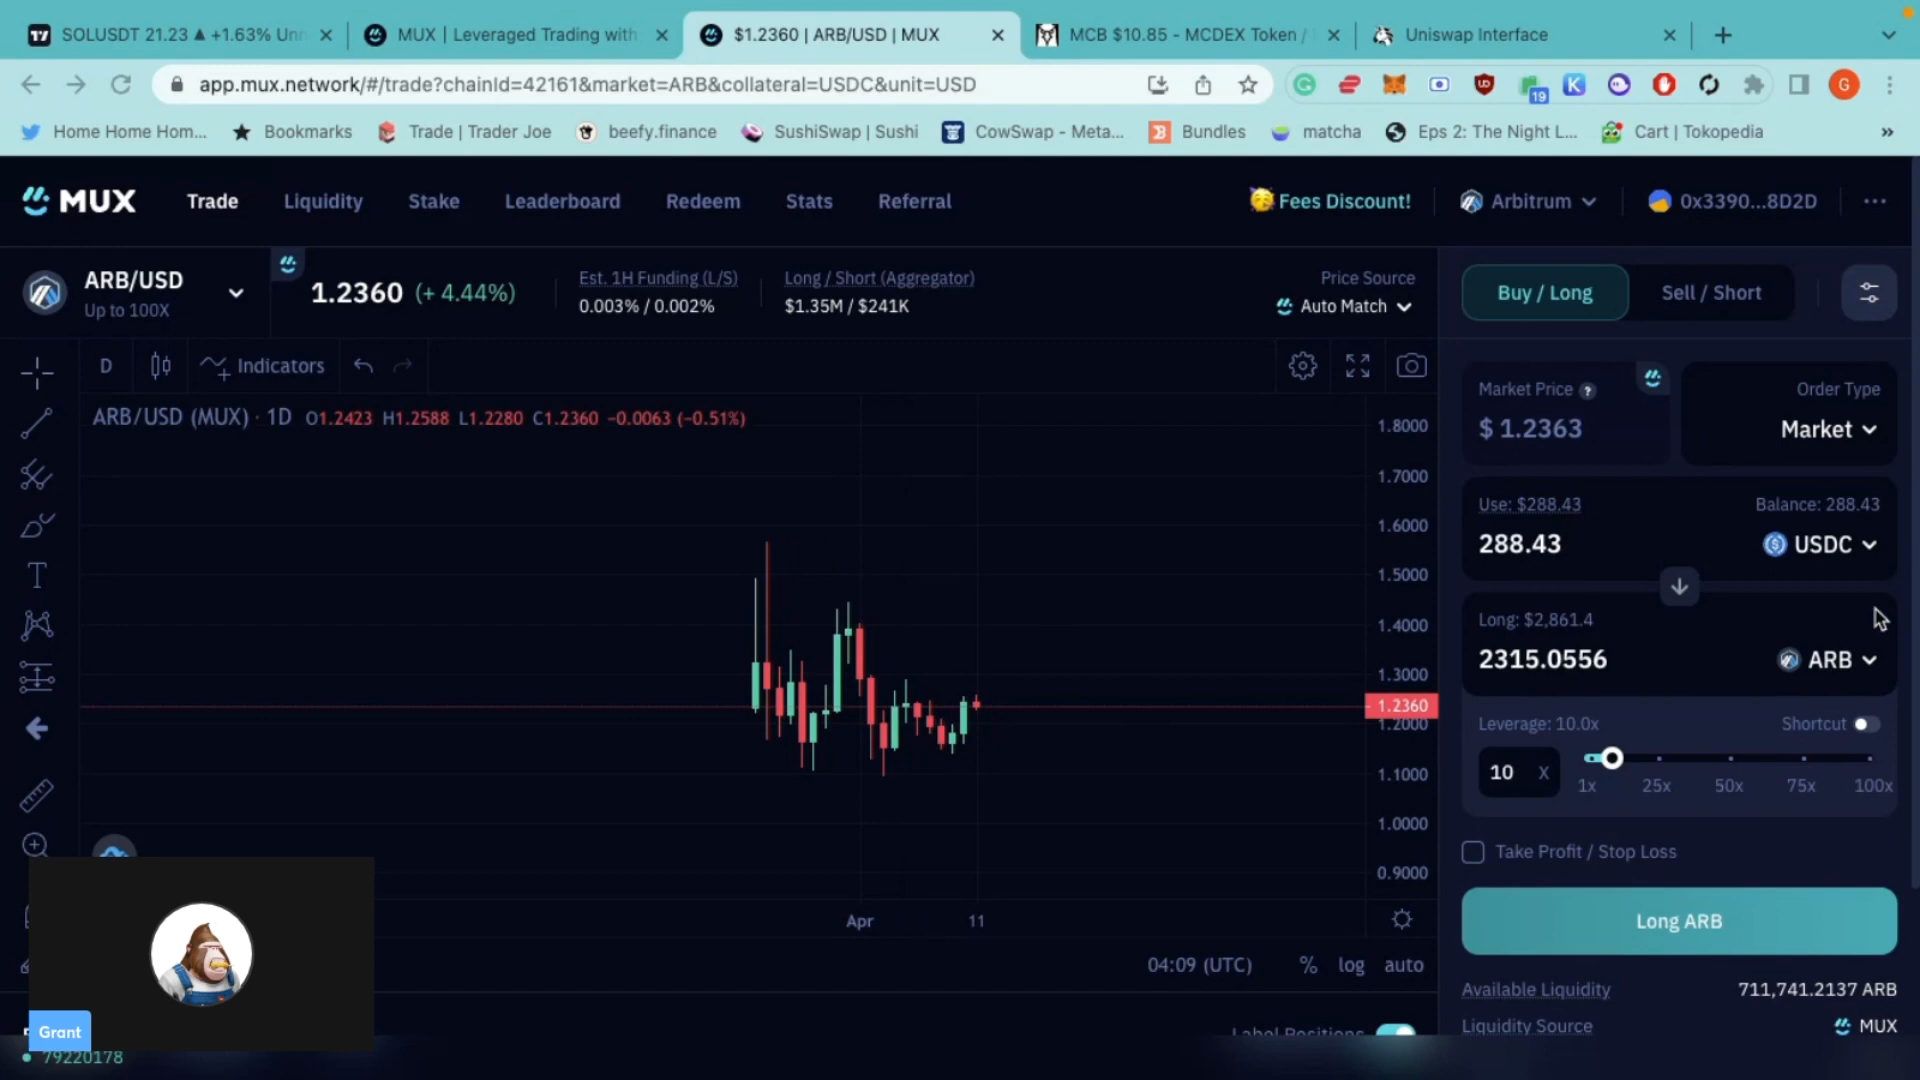 SOLUSDT 21.23 ▲ +1.63% Unn
MUX | Leveraged Trading with
$1.2360 | ARB/USD | MUX
MCB $10.85 - MCDEX Token /
Uniswap Interface
app.mux.network/#/trade?chainId=42161&market=ARB&collateral=USDC&unit=USD
19
K
G
Home Home Hom...
Bookmarks
Trade | Trader Joe
beefy.finance
SushiSwap | Sushi
CowSwap - Meta...
Bundles
matcha
Eps 2: The Night L...
Cart | Tokopedia
»
MUX
Trade
Liquidity
Stake
Leaderboard
Redeem
Stats
Referral
Fees Discount!
Arbitrum
0x3390...8D2D
ARB/USD
Up to 100X
1.2360 (+ 4.44%)
Est. 1H Funding (L/S)
0.003% / 0.002%
Long / Short (Aggregator)
$1.35M / $241K
Price Source
Auto Match
Buy / Long
Sell / Short
D
Indicators
ARB/USD (MUX) · 1D O1.2423 H1.2588 L1.2280 C1.2360 −0.0063 (−0.51%)
1.8000
1.7000
1.6000
1.5000
1.4000
1.3000
1.2360
1.2000
1.1000
1.0000
0.9000
Apr
11
04:09 (UTC)
%
log
auto
Label Positions
Market Price ?
$ 1.2363
Order Type
Market
Use: $288.43
Balance: 288.43
288.43
USDC
Long: $2,861.4
2315.0556
ARB
Leverage: 10.0x
Shortcut
10 X
1x
25x
50x
75x
100x
Take Profit / Stop Loss
Long ARB
Available Liquidity
711,741.2137 ARB
Liquidity Source
MUX
Grant
79220178